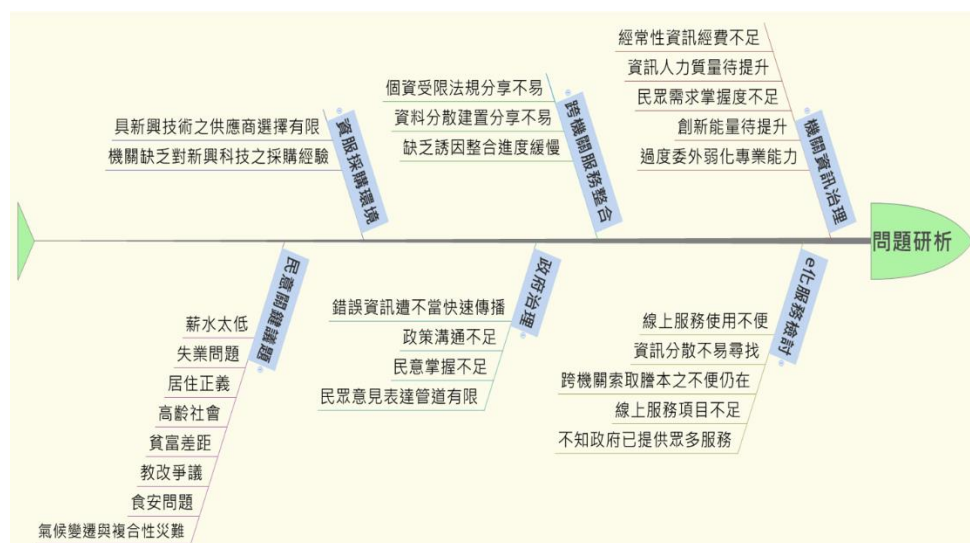 問題研析
機關資訊治理
經常性資訊經費不足
資訊人力質量待提升
民眾需求掌握度不足
創新能量待提升
過度委外弱化專業能力
跨機關服務整合
個資受限法規分享不易
資料分散建置分享不易
缺乏誘因整合進度緩慢
資服採購環境
具新興技術之供應商選擇有限
機關缺乏對新興科技之採購經驗
e化服務檢討
線上服務使用不便
資訊分散不易尋找
跨機關索取謄本之不便仍在
線上服務項目不足
不知政府已提供眾多服務
政府治理
錯誤資訊遭不當快速傳播
政策溝通不足
民意掌握不足
民眾意見表達管道有限
民意關鍵議題
薪水太低
失業問題
居住正義
高齡社會
貧富差距
教改爭議
食安問題
氣候變遷與複合性災難